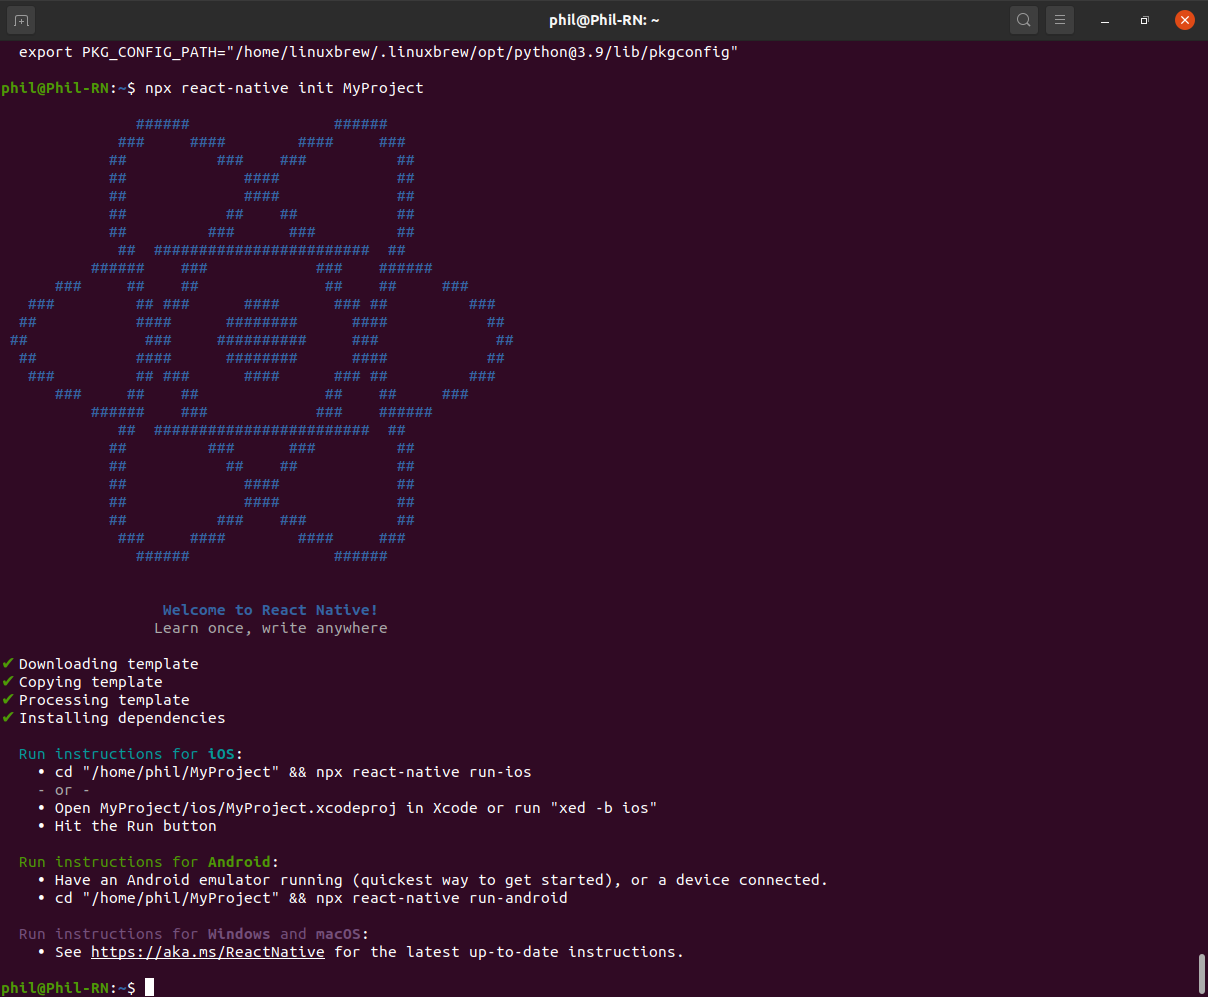 phil@Phil-RN: ~
export PKG_CONFIG_PATH="/home/linuxbrew/.linuxbrew/opt/python@3.9/lib/pkgconfig"
phil@Phil-RN:~$ npx react-native init MyProject
###### ######
### #### #### ###
## ### ### ##
## #### ##
## #### ##
## ## ## ##
## ### ### ##
## ######################## ##
###### ### ### ######
### ## ## ## ## ###
### ## ### #### ### ## ###
## #### ######## #### ##
## ### ########## ### ##
## #### ######## #### ##
### ## ### #### ### ## ###
### ## ## ## ## ###
###### ### ### ######
## ######################## ##
## ### ### ##
## ## ## ##
## #### ##
## #### ##
## ### ### ##
### #### #### ###
###### ######
Welcome to React Native!
Learn once, write anywhere
✔ Downloading template
✔ Copying template
✔ Processing template
✔ Installing dependencies
Run instructions for iOS:
• cd "/home/phil/MyProject" && npx react-native run-ios
- or -
• Open MyProject/ios/MyProject.xcodeproj in Xcode or run "xed -b ios"
• Hit the Run button
Run instructions for Android:
• Have an Android emulator running (quickest way to get started), or a device connected.
• cd "/home/phil/MyProject" && npx react-native run-android
Run instructions for Windows and macOS:
• See https://aka.ms/ReactNative for the latest up-to-date instructions.
phil@Phil-RN:~$